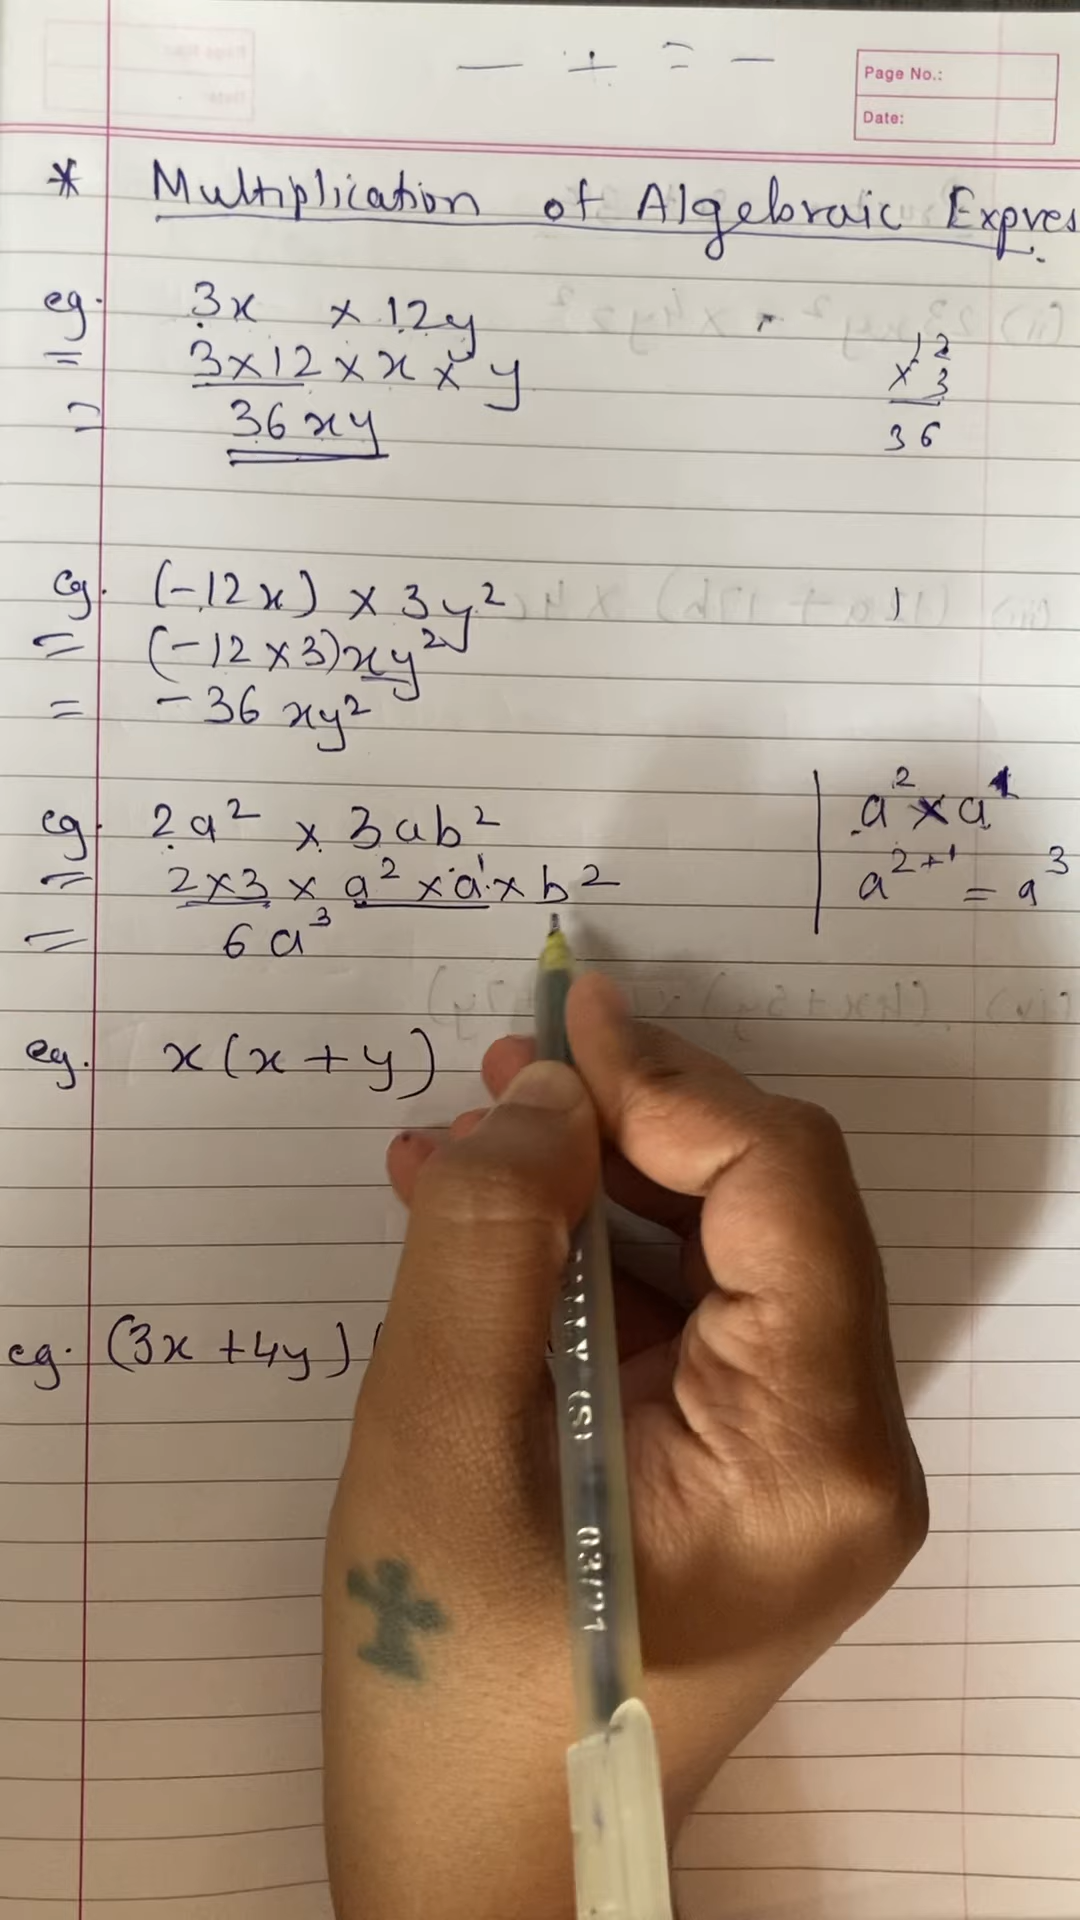 — + = —
Page No.:
Date:
* Multiplication of Algebraic Expres
eg. 3x × 12y
= 3×12 × x × y
= 36xy
12
× 3
36
eg. (-12x) × 3y²
= (-12×3)xy²
= -36xy²
eg. 2a² × 3ab²
= 2×3 × a² × a¹ × b²
= 6a³
a² × a¹
a²⁺¹ = a³
eg. x(x+y)
eg. (3x+4y)(